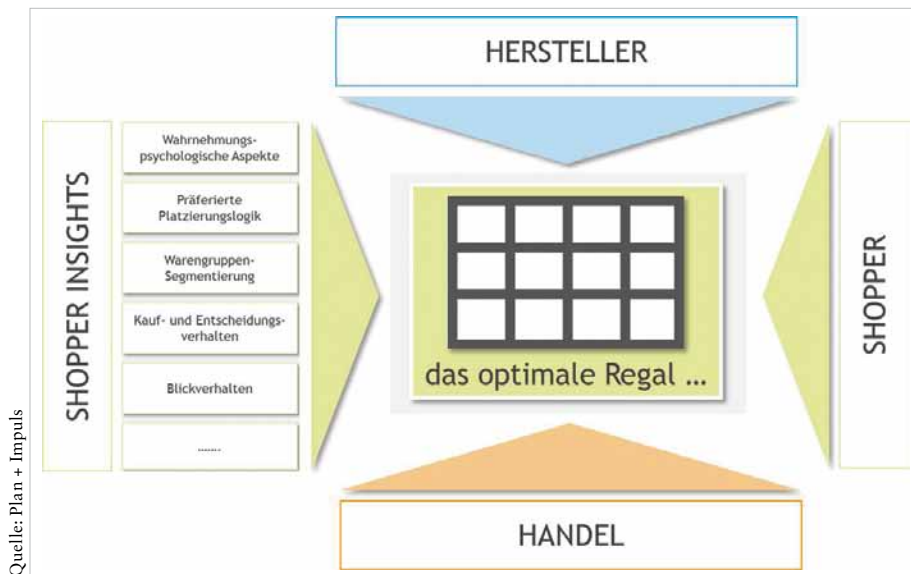 HERSTELLER
SHOPPER INSIGHTS
Wahrnehmungs-
psychologische Aspekte
Präferierte
Platzierungslogik
Warengruppen-
Segmentierung
Kauf- und Entscheidungs-
verhalten
Blickverhalten
.......
das optimale Regal ...
SHOPPER
HANDEL
Quelle: Plan + Impuls